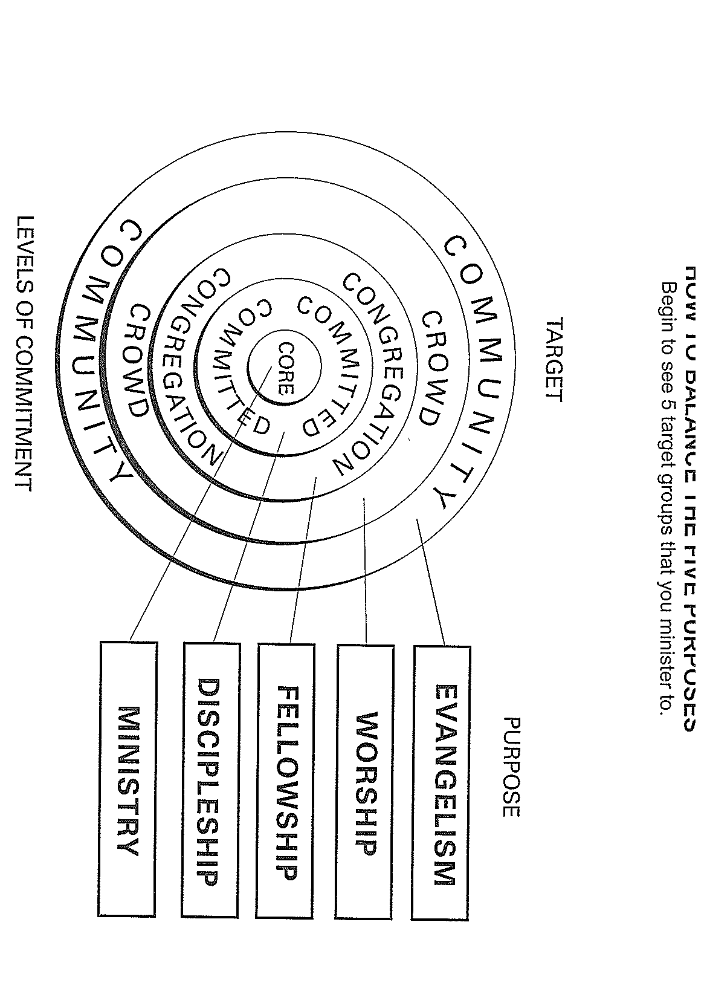 HOW TO BALANCE THE FIVE PURPOSES
Begin to see 5 target groups that you minister to.
TARGET
PURPOSE
COMMUNITY
CROWD
CONGREGATION
COMMITTED
CORE
COMMITTED
CONGREGATION
CROWD
COMMUNITY
EVANGELISM
WORSHIP
FELLOWSHIP
DISCIPLESHIP
MINISTRY
LEVELS OF COMMITMENT